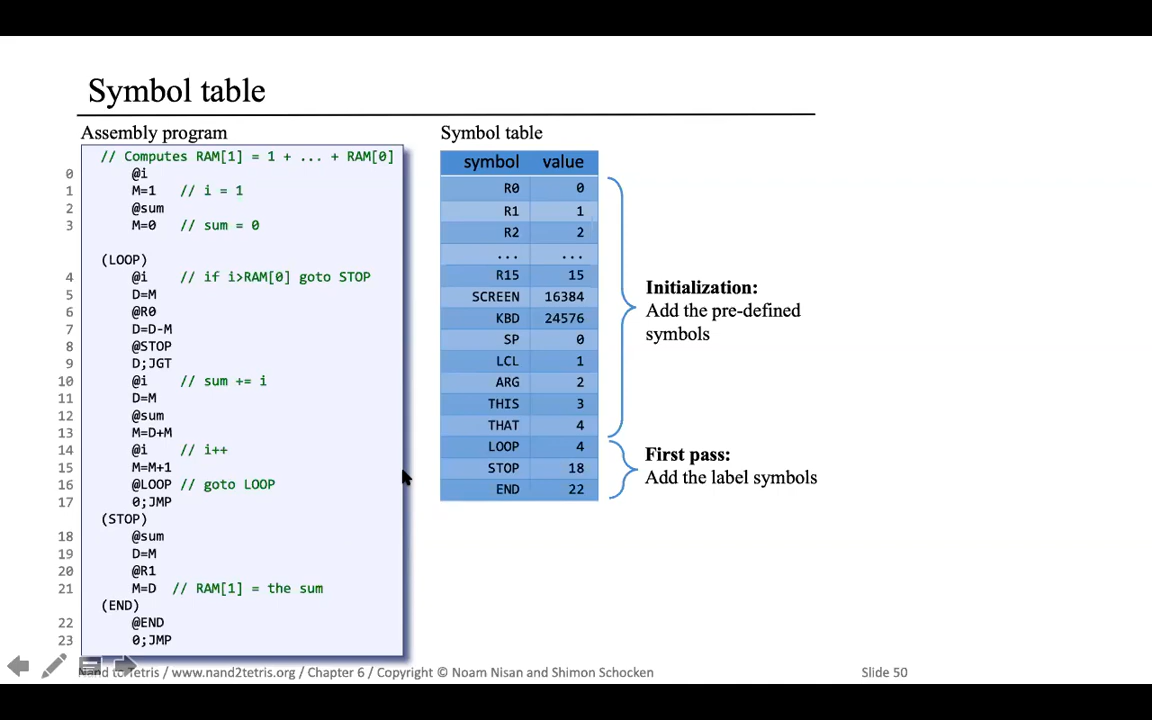 Symbol table
Assembly program
// Computes RAM[1] = 1 + ... + RAM[0]
0 @i
1 M=1 // i = 1
2 @sum
3 M=0 // sum = 0
(LOOP)
4 @i // if i>RAM[0] goto STOP
5 D=M
6 @R0
7 D=D-M
8 @STOP
9 D;JGT
10 @i // sum += i
11 D=M
12 @sum
13 M=D+M
14 @i // i++
15 M=M+1
16 @LOOP // goto LOOP
17 0;JMP
(STOP)
18 @sum
19 D=M
20 @R1
21 M=D // RAM[1] = the sum
(END)
22 @END
23 0;JMP
Symbol table
symbol value
R0 0
R1 1
R2 2
... ...
R15 15
SCREEN 16384
KBD 24576
SP 0
LCL 1
ARG 2
THIS 3
THAT 4
LOOP 4
STOP 18
END 22
Initialization:
Add the pre-defined
symbols
First pass:
Add the label symbols
Nand to Tetris / www.nand2tetris.org / Chapter 6 / Copyright © Noam Nisan and Shimon Schocken
Slide 50